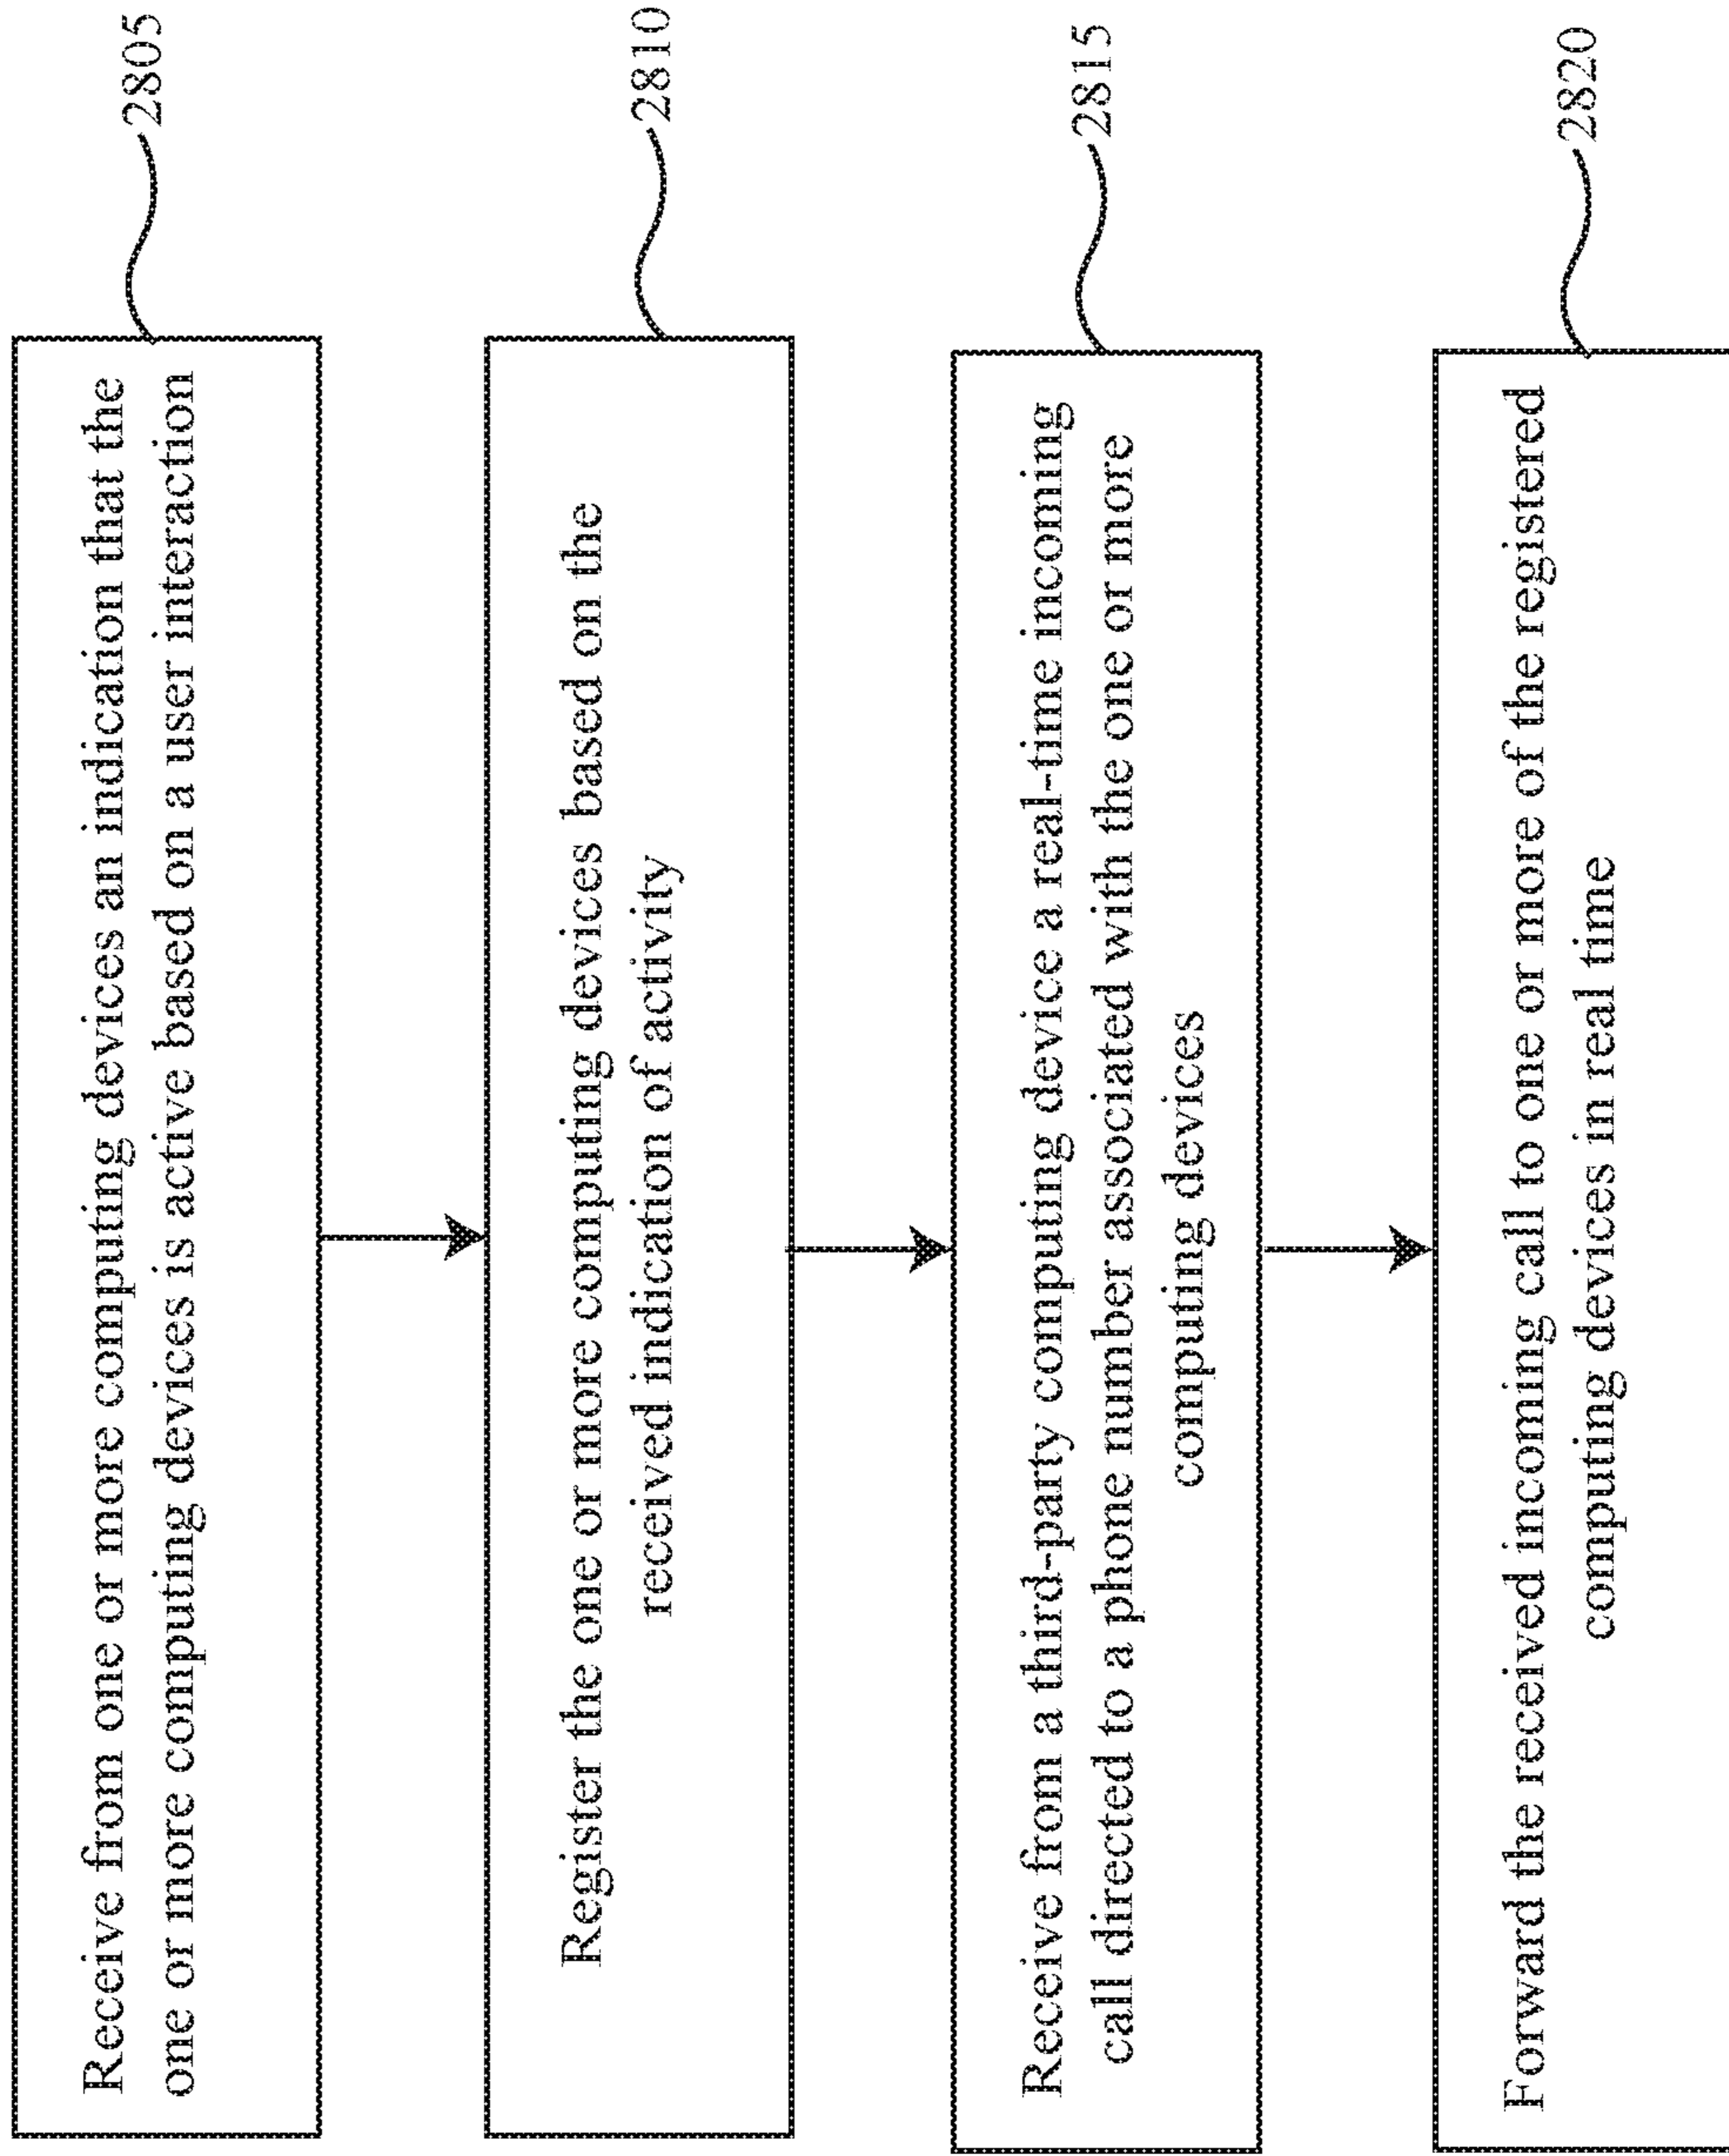 Receive from one or more computing devices an indication that the
one or more computing devices is active based on a user interaction
2805
Register the one or more computing devices based on the
received indication of activity
2810
Receive from a third-party computing device a real-time incoming
call directed to a phone number associated with the one or more
computing devices
2815
Forward the received incoming call to one or more of the registered
computing devices in real time
2820